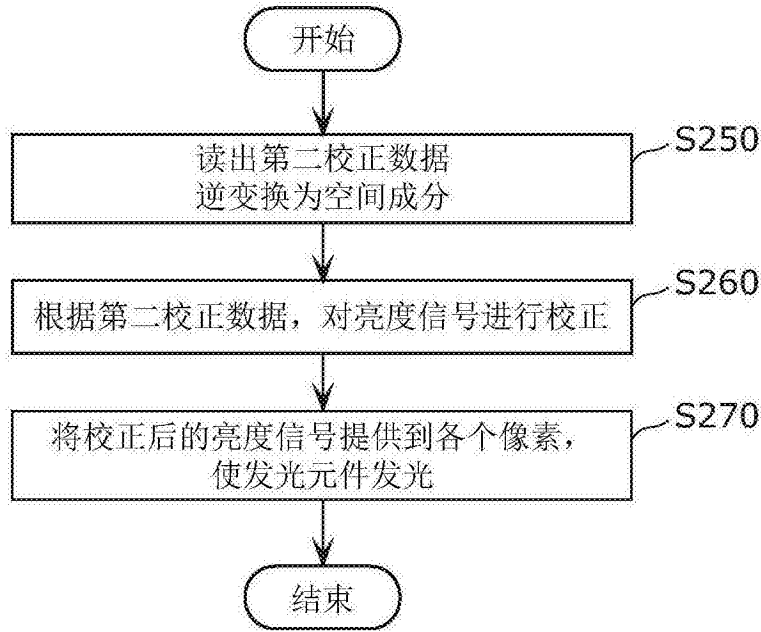 开始
S250
读出第二校正数据
逆变换为空间成分
S260
根据第二校正数据，对亮度信号进行校正
S270
将校正后的亮度信号提供到各个像素，
使发光元件发光
结束